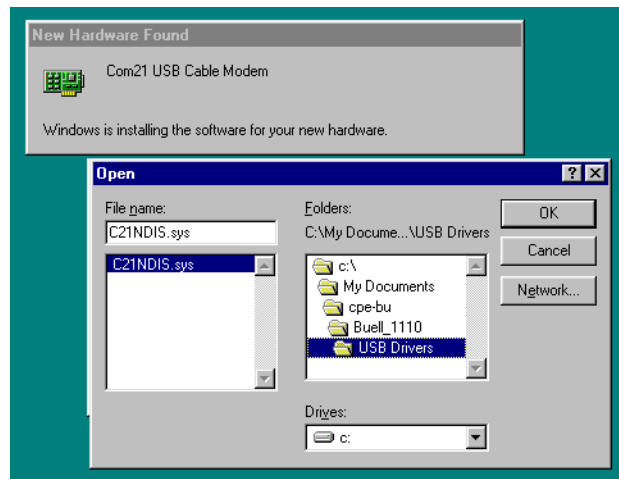 New Hardware Found
Com21 USB Cable Modem
Windows is installing the software for your new hardware.
Open
File name:
C21NDIS.sys
C21NDIS.sys
Folders:
C:\My Docume...\USB Drivers
c:\
My Documents
cpe-bu
Buell_1110
USB Drivers
Drives:
c:
OK
Cancel
Network...